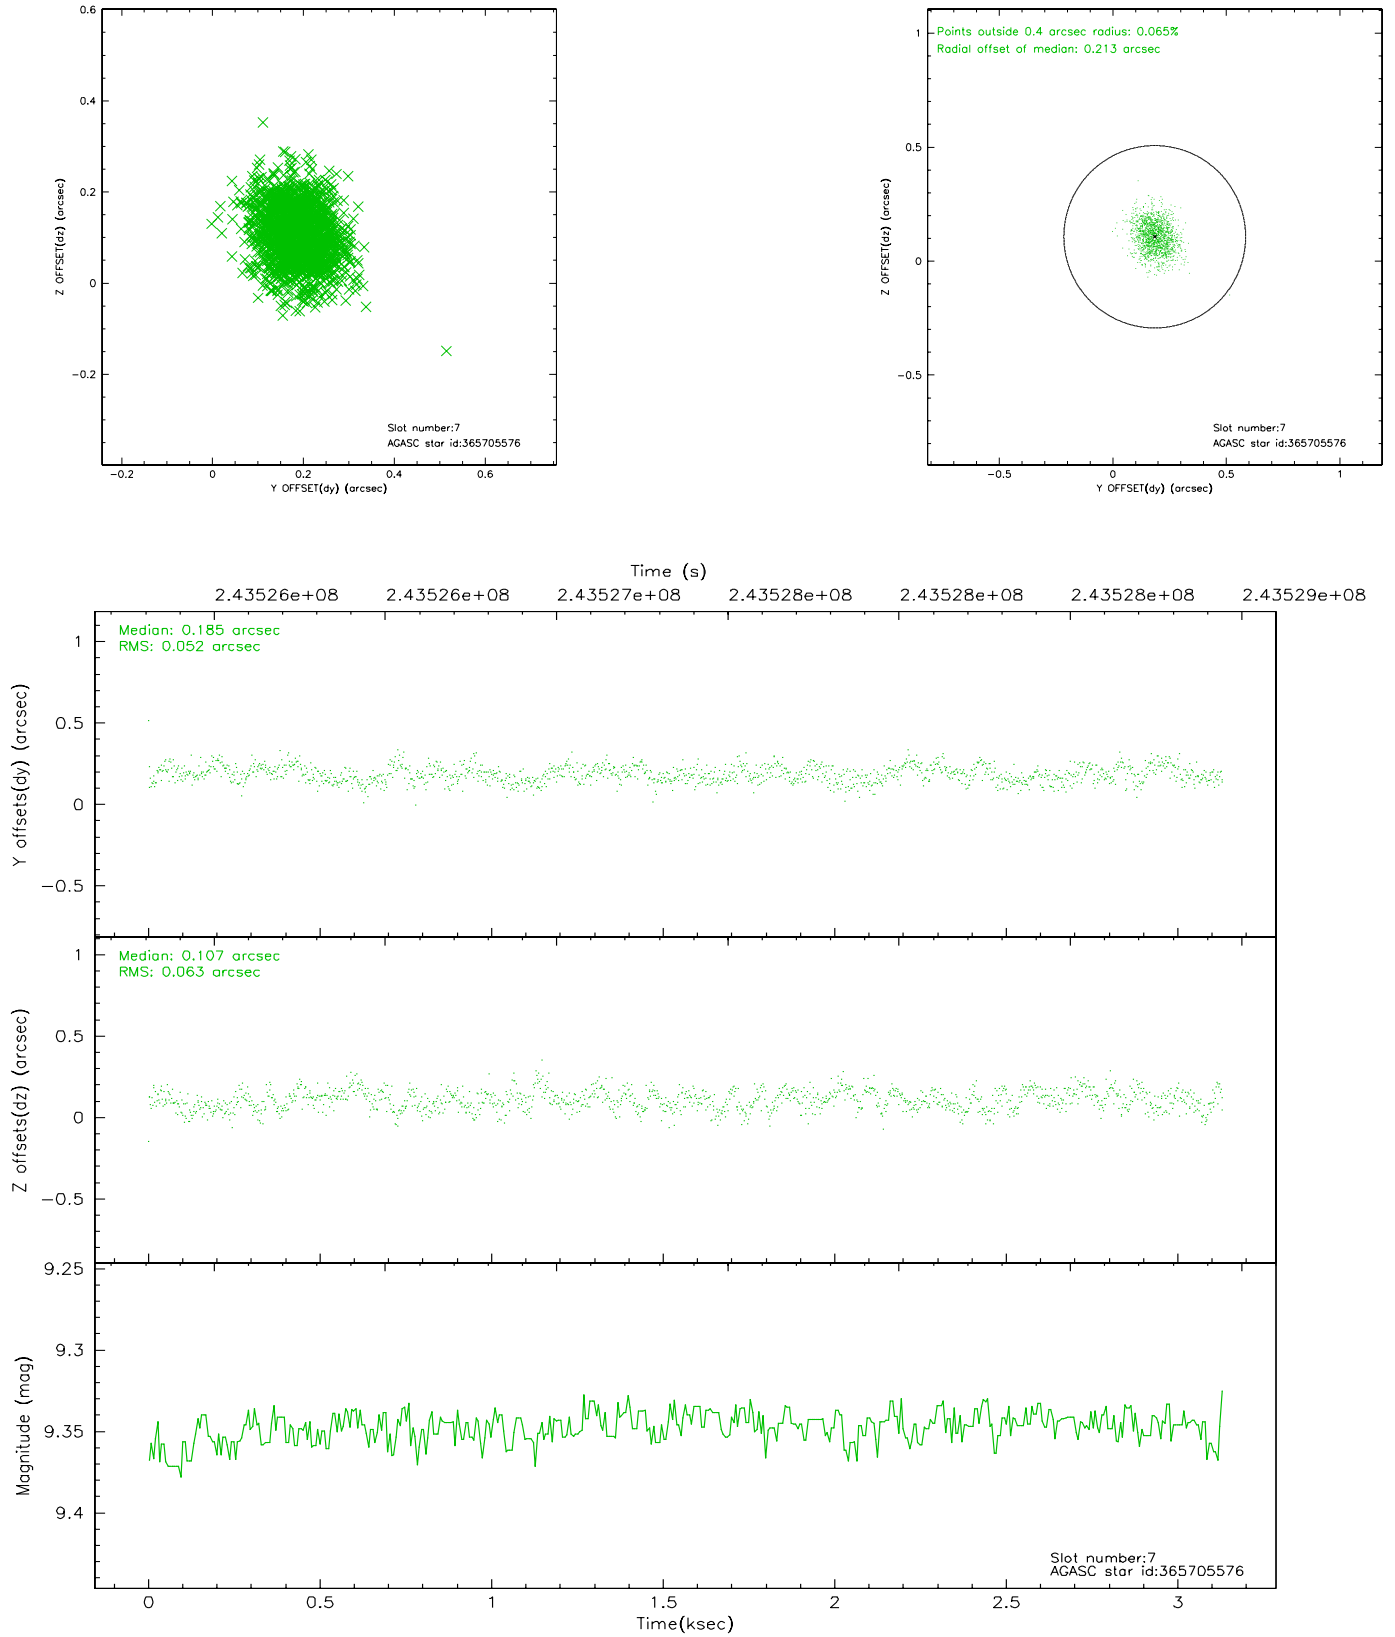 0.6
0.4
0.2
0
−0.2
Z OFFSET(dz) (arcsec)
Slot number:7
AGASC star id:365705576
−0.2 0 0.2 0.4 0.6
Y OFFSET(dy) (arcsec)
Points outside 0.4 arcsec radius: 0.065%
Radial offset of median: 0.213 arcsec
1
0.5
0
−0.5
Z OFFSET(dz) (arcsec)
Slot number:7
AGASC star id:365705576
−0.5 0 0.5 1
Y OFFSET(dy) (arcsec)
Time (s)
2.43526e+08 2.43526e+08 2.43527e+08 2.43528e+08 2.43528e+08 2.43528e+08 2.43529e+08
Median: 0.185 arcsec
RMS: 0.052 arcsec
1
0.5
0
−0.5
Y offsets(dy) (arcsec)
Median: 0.107 arcsec
RMS: 0.063 arcsec
1
0.5
0
−0.5
Z offsets(dz) (arcsec)
9.25
9.3
9.35
9.4
Magnitude (mag)
Slot number:7
AGASC star id:365705576
0 0.5 1 1.5 2 2.5 3
Time(ksec)